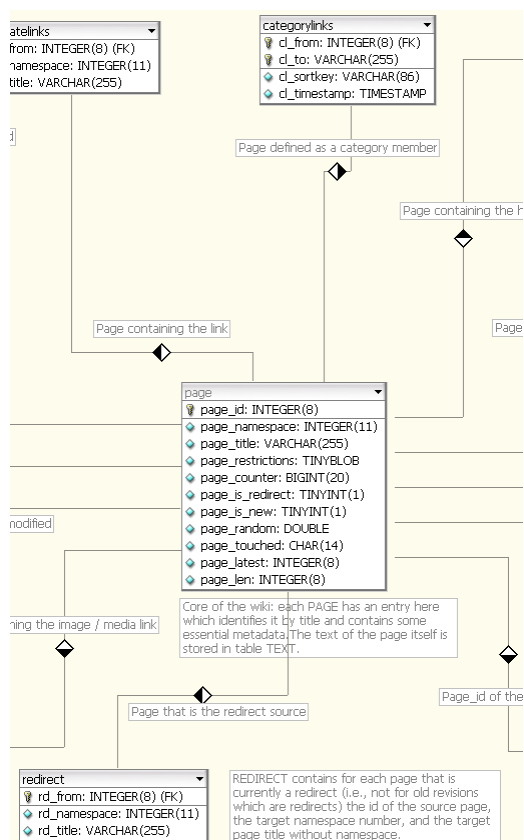 atelinks
from: INTEGER(8) (FK)
namespace: INTEGER(11)
title: VARCHAR(255)
categorylinks
cl_from: INTEGER(8) (FK)
cl_to: VARCHAR(255)
cl_sortkey: VARCHAR(86)
cl_timestamp: TIMESTAMP
Page defined as a category member
Page containing the h
Page containing the link
Page
page
page_id: INTEGER(8)
page_namespace: INTEGER(11)
page_title: VARCHAR(255)
page_restrictions: TINYBLOB
page_counter: BIGINT(20)
page_is_redirect: TINYINT(1)
page_is_new: TINYINT(1)
page_random: DOUBLE
page_touched: CHAR(14)
page_latest: INTEGER(8)
page_len: INTEGER(8)
modified
Core of the wiki: each PAGE has an entry here
which identifies it by title and contains some
essential metadata.The text of the page itself is
stored in table TEXT.
ning the image / media link
Page_id of the
Page that is the redirect source
redirect
rd_from: INTEGER(8) (FK)
rd_namespace: INTEGER(11)
rd_title: VARCHAR(255)
REDIRECT contains for each page that is
currently a redirect (i.e., not for old revisions
which are redirects) the id of the source page,
the target namespace number, and the target
page title without namespace.